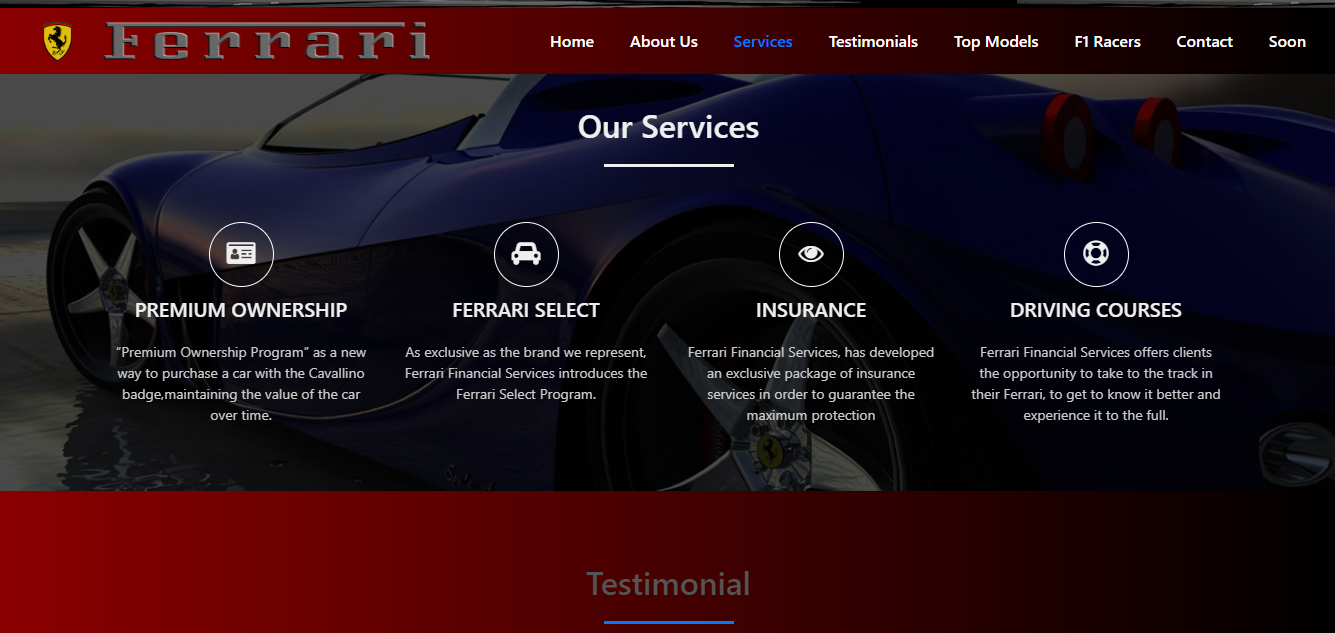 Ferrari
Home About Us Services Testimonials Top Models F1 Racers Contact Soon
Our Services
PREMIUM OWNERSHIP
“Premium Ownership Program” as a new
way to purchase a car with the Cavallino
badge,maintaining the value of the car
over time.
FERRARI SELECT
As exclusive as the brand we represent,
Ferrari Financial Services introduces the
Ferrari Select Program.
INSURANCE
Ferrari Financial Services, has developed
an exclusive package of insurance
services in order to guarantee the
maximum protection
DRIVING COURSES
Ferrari Financial Services offers clients
the opportunity to take to the track in
their Ferrari, to get to know it better and
experience it to the full.
Testimonial